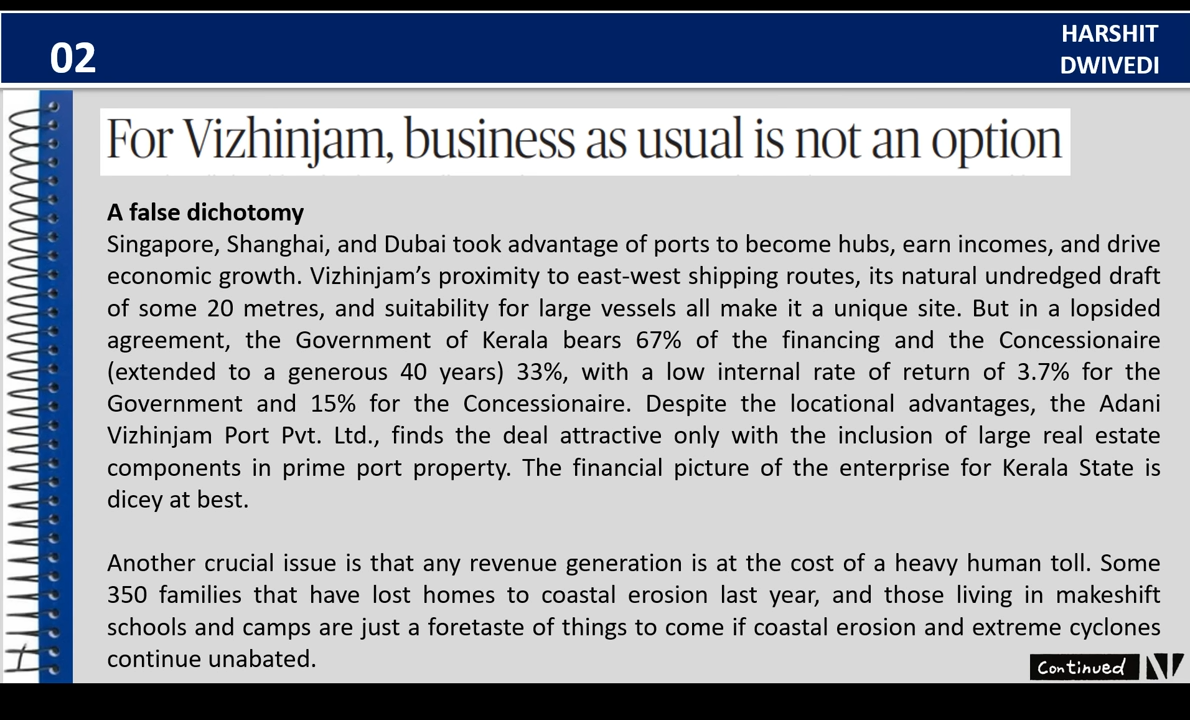 02
HARSHIT
DWIVEDI
For Vizhinjam, business as usual is not an option
A false dichotomy
Singapore, Shanghai, and Dubai took advantage of ports to become hubs, earn incomes, and drive
economic growth. Vizhinjam’s proximity to east-west shipping routes, its natural undredged draft
of some 20 metres, and suitability for large vessels all make it a unique site. But in a lopsided
agreement, the Government of Kerala bears 67% of the financing and the Concessionaire
(extended to a generous 40 years) 33%, with a low internal rate of return of 3.7% for the
Government and 15% for the Concessionaire. Despite the locational advantages, the Adani
Vizhinjam Port Pvt. Ltd., finds the deal attractive only with the inclusion of large real estate
components in prime port property. The financial picture of the enterprise for Kerala State is
dicey at best.
Another crucial issue is that any revenue generation is at the cost of a heavy human toll. Some
350 families that have lost homes to coastal erosion last year, and those living in makeshift
schools and camps are just a foretaste of things to come if coastal erosion and extreme cyclones
continue unabated.
Continued